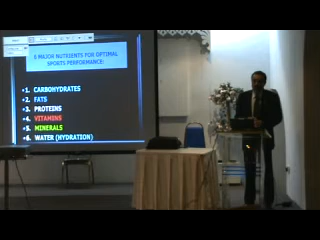 6 MAJOR NUTRIENTS FOR OPTIMAL
SPORTS PERFORMANCE:
•1. CARBOHYDRATES
•2. FATS
•3. PROTEINS
•4. VITAMINS
•5. MINERALS
•6. WATER (HYDRATION)